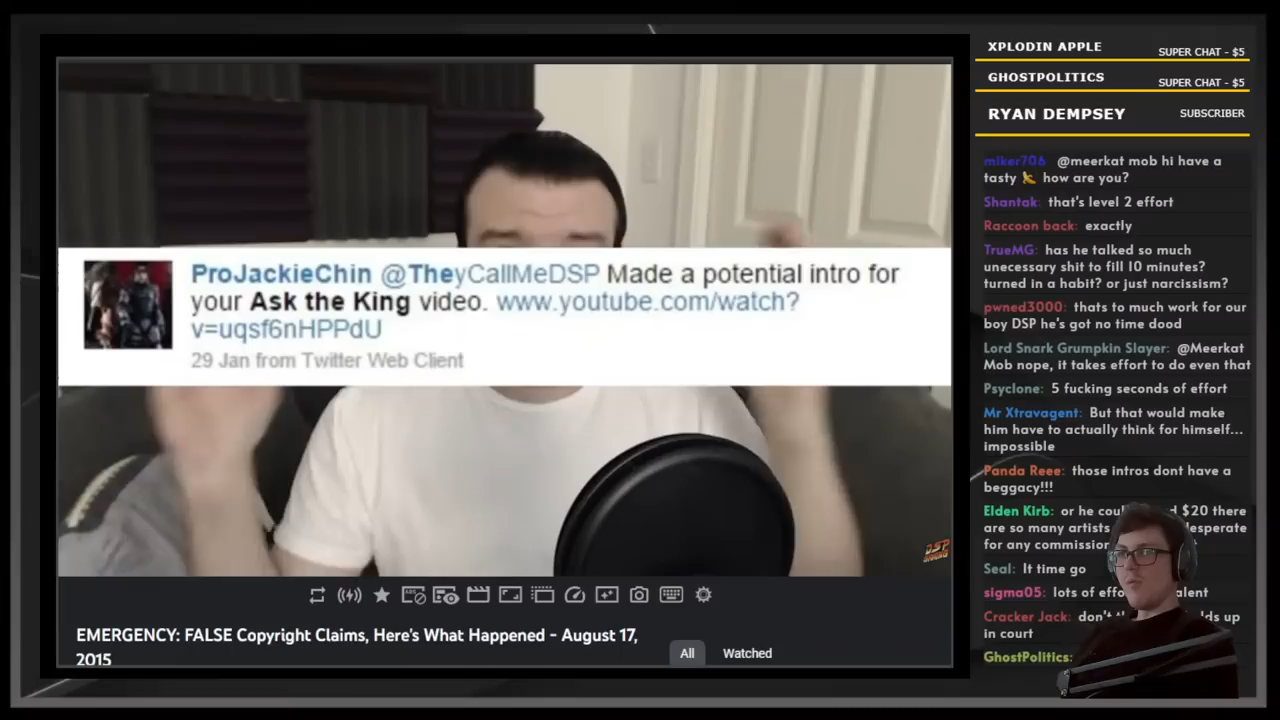 ProJackieChin @TheyCallMeDSP Made a potential intro for
your Ask the King video. www.youtube.com/watch?
v=uqsf6nHPPdU
29 Jan from Twitter Web Client
DSP
GAMING
EMERGENCY: FALSE Copyright Claims, Here's What Happened - August 17,
2015
All
Watched
XPLODIN APPLE
SUPER CHAT - $5
GHOSTPOLITICS
SUPER CHAT - $5
RYAN DEMPSEY
SUBSCRIBER
miker706 @meerkat mob hi have a
tasty 🍌 how are you?
Shantak: that's level 2 effort
Raccoon back: exactly
TrueMG: has he talked so much
unecessary shit to fill 10 minutes?
turned in a habit? or just narcissism?
pwned3000: thats to much work for our
boy DSP he's got no time dood
Lord Snark Grumpkin Slayer: @Meerkat
Mob nope, it takes effort to do even that
Psyclone: 5 fucking seconds of effort
Mr Xtravagent: But that would make
him have to actually think for himself...
impossible
Panda Reee: those intros dont have a
beggacy!!!
Elden Kirb: or he $20 there
are so many artists
for any
Seal: It time go
sigma05: lots of
Cracker Jack: up
in court
GhostPolitics: